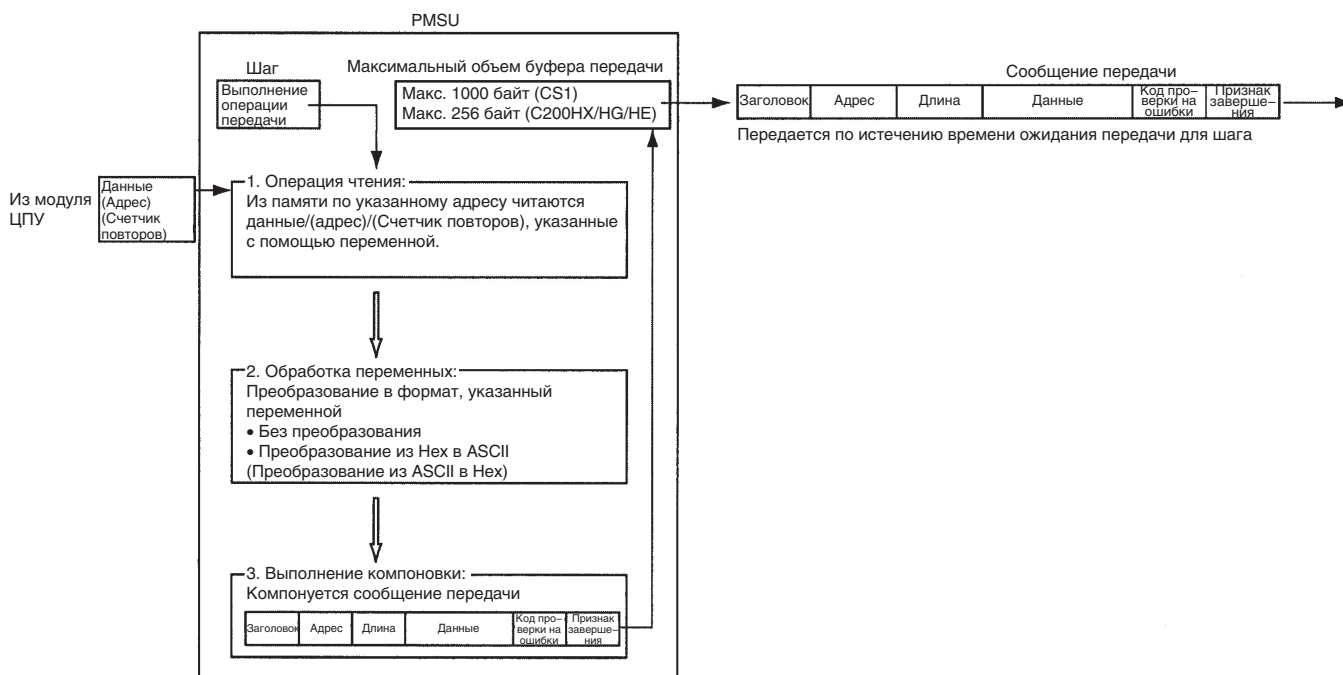 PMSU
Шаг
Выполнение
операции
передачи
Максимальный объем буфера передачи
Макс. 1000 байт (CS1)
Макс. 256 байт (C200HX/HG/HE)
Сообщение передачи
Заголовок
Адрес
Длина
Данные
Код про–
верки на
ошибки
Признак
заверше–
ния
Передается по истечению времени ожидания передачи для шага
Из модуля
ЦПУ
Данные
(Адрес)
(Счетчик
повторов)
1. Операция чтения:
Из памяти по указанному адресу читаются
данные/(адрес)/(Счетчик повторов), указанные
с помощью переменной.
2. Обработка переменных:
Преобразование в формат, указанный
переменной
• Без преобразования
• Преобразование из Hex в ASCII
(Преобразование из ASCII в Hex)
3. Выполнение компоновки:
Компонуется сообщение передачи
Заголовок
Адрес
Длина
Данные
Код про–
верки на
ошибки
Признак
заверше–
ния